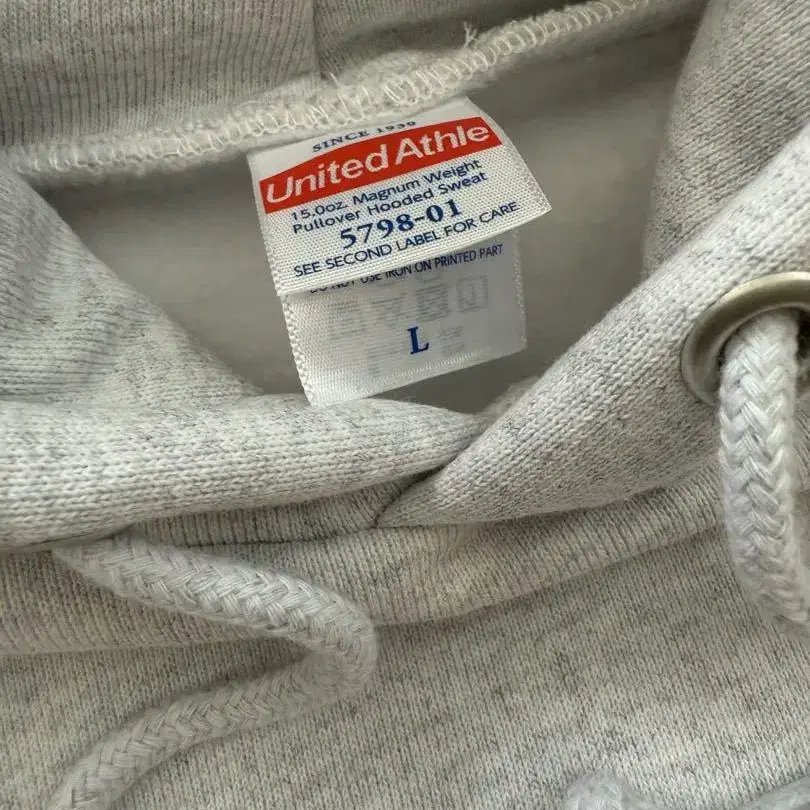 SINCE 1930
United Athle
15.0oz. Magnum Weight
Pullover Hooded Sweat
5798-01
SEE SECOND LABEL FOR CARE
DO NOT USE IRON ON PRINTED PART
L